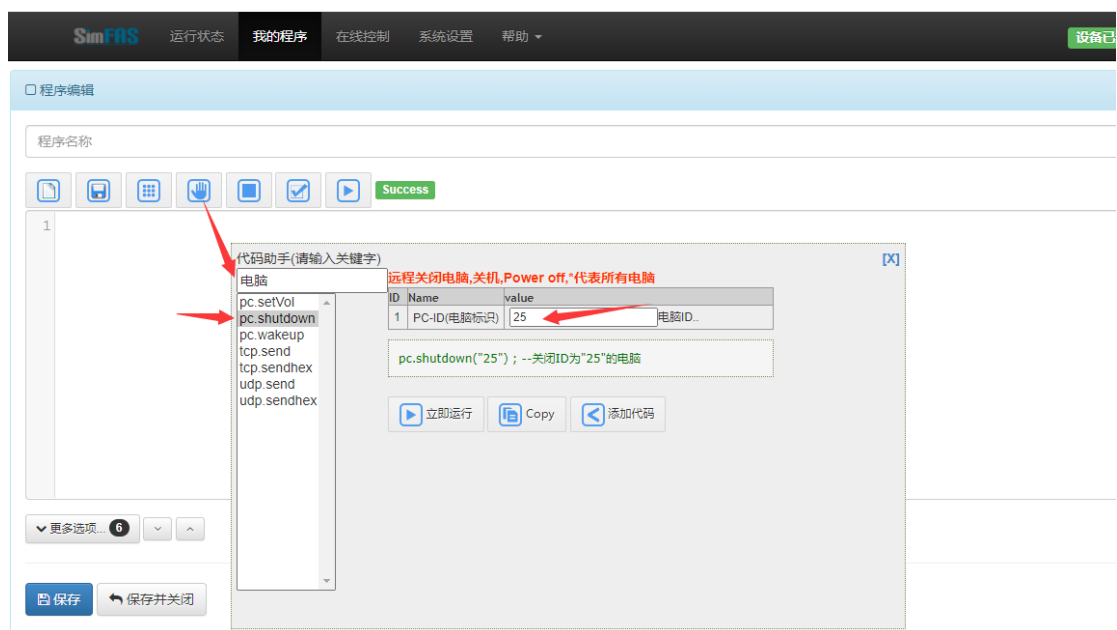 SimFAS 运行状态 我的程序 在线控制 系统设置 帮助 设备已
程序编辑
程序名称
Success
1
代码助手(请输入关键字) [X]
电脑
远程关闭电脑,关机,Power off,*代表所有电脑
pc.setVol
pc.shutdown
pc.wakeup
tcp.send
tcp.sendhex
udp.send
udp.sendhex
ID Name value
1 PC-ID(电脑标识) 25 电脑ID..
pc.shutdown("25") ; --关闭ID为"25"的电脑
立即运行 Copy 添加代码
更多选项... 6
保存 保存并关闭